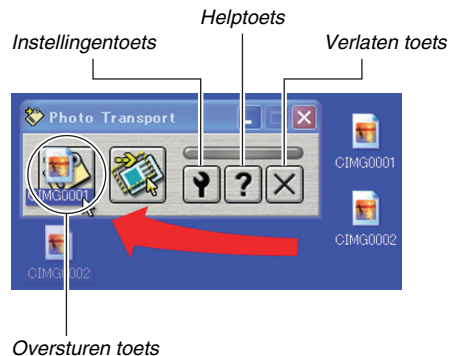 Helptoets
Instellingentoets
Verlaten toets
Photo Transport
CIMG0001
CIMG0001
CIMG0002
CIMG0002
Oversturen toets